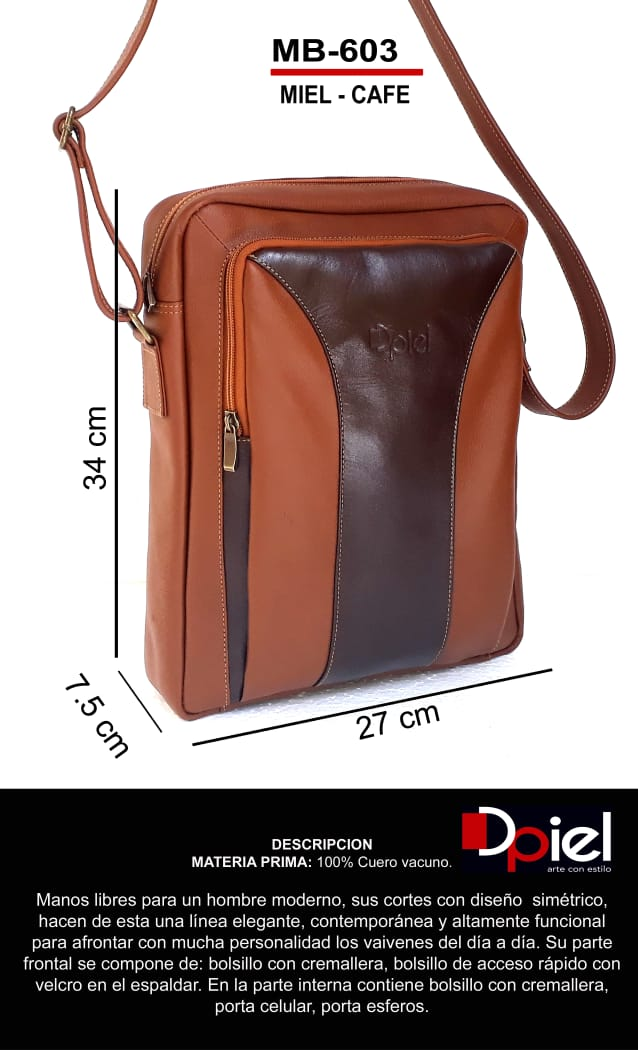 MB-603
MIEL - CAFE
Dpiel
34 cm
7.5 cm
27 cm
Dpiel
arte con estilo
DESCRIPCION
MATERIA PRIMA: 100% Cuero vacuno.
Manos libres para un hombre moderno, sus cortes con diseño simétrico,
hacen de esta una línea elegante, contemporánea y altamente funcional
para afrontar con mucha personalidad los vaivenes del día a día. Su parte
frontal se compone de: bolsillo con cremallera, bolsillo de acceso rápido con
velcro en el espaldar. En la parte interna contiene bolsillo con cremallera,
porta celular, porta esferos.